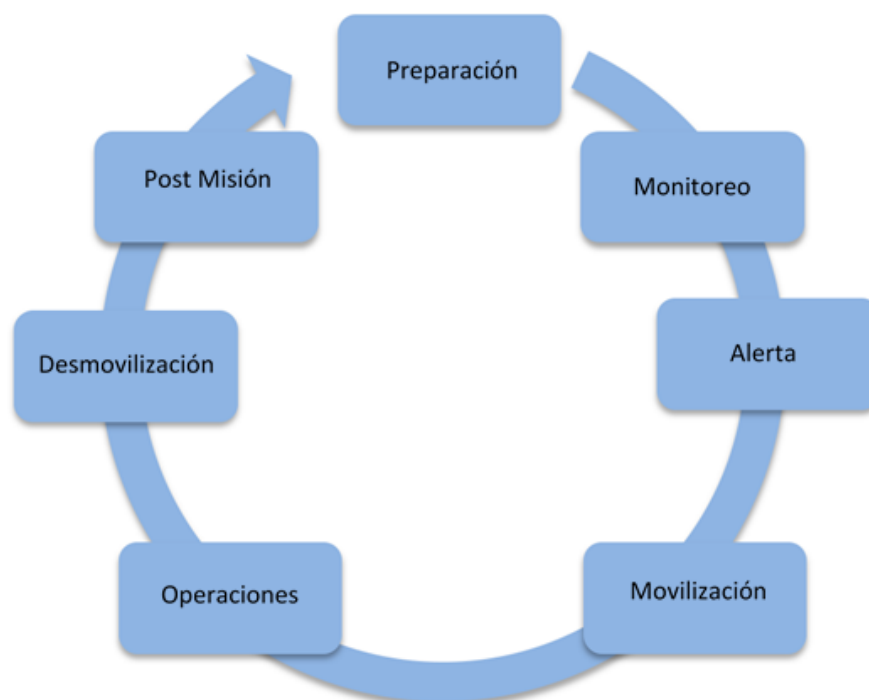 Preparación
Monitoreo
Alerta
Movilización
Operaciones
Desmovilización
Post Misión